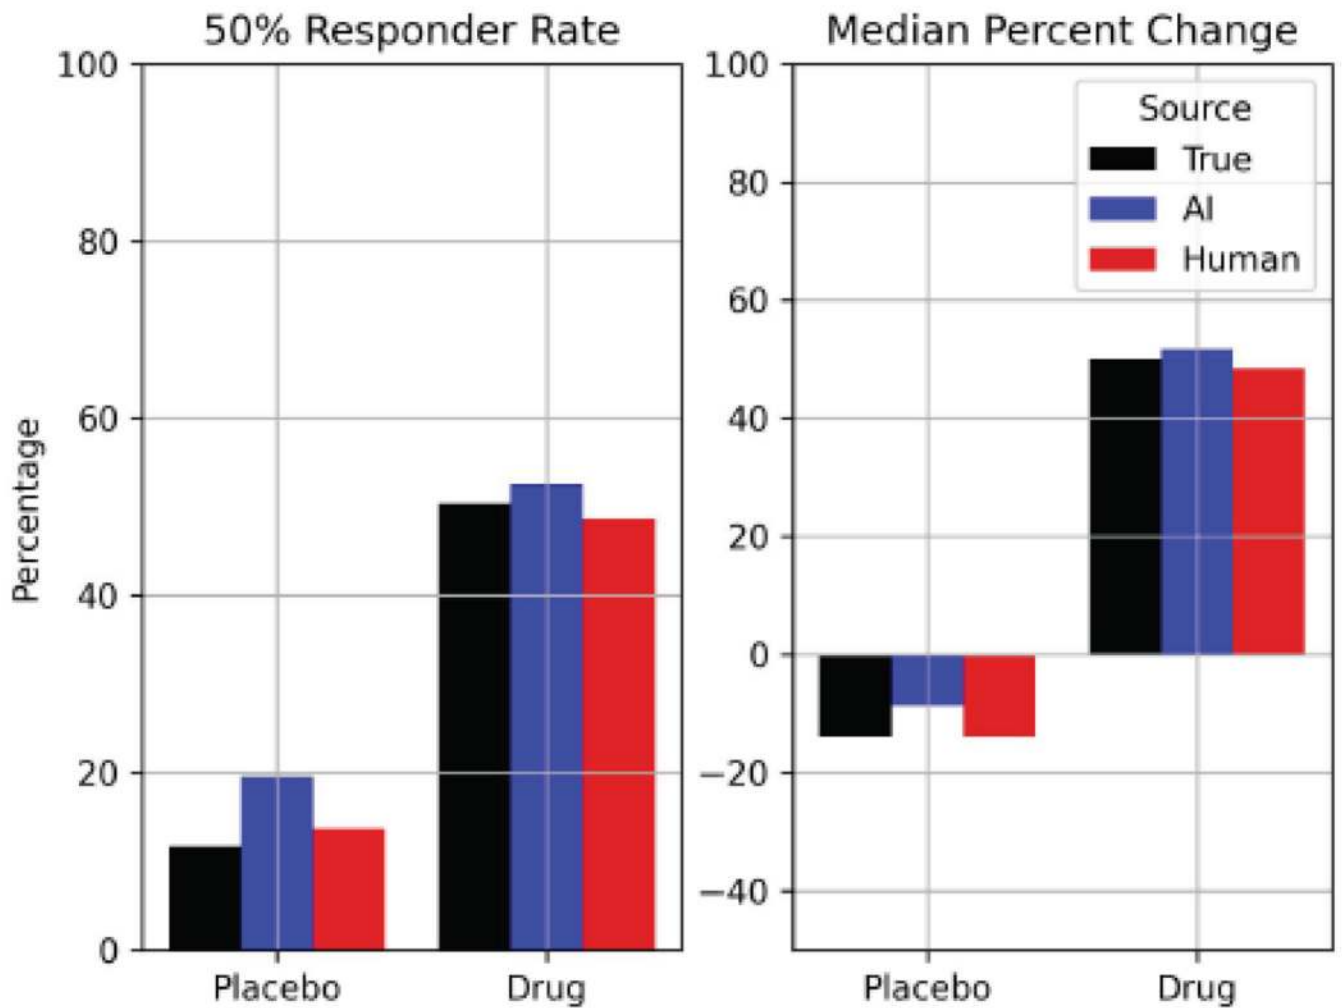 50% Responder Rate
Median Percent Change
Percentage
100
80
60
40
20
0
Placebo
Drug
100
80
60
40
20
0
−20
−40
Placebo
Drug
Source
True
AI
Human